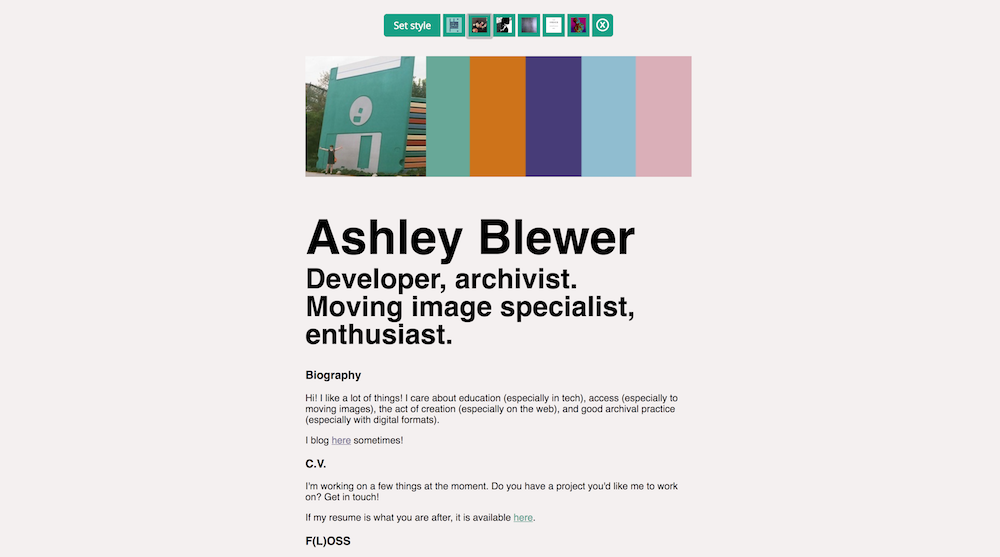 Set style
Ashley Blewer
Developer, archivist.
Moving image specialist,
enthusiast.
Biography
Hi! I like a lot of things! I care about education (especially in tech), access (especially to
moving images), the act of creation (especially on the web), and good archival practice
(especially with digital formats).
I blog here sometimes!
C.V.
I'm working on a few things at the moment. Do you have a project you'd like me to work
on? Get in touch!
If my resume is what you are after, it is available here.
F(L)OSS